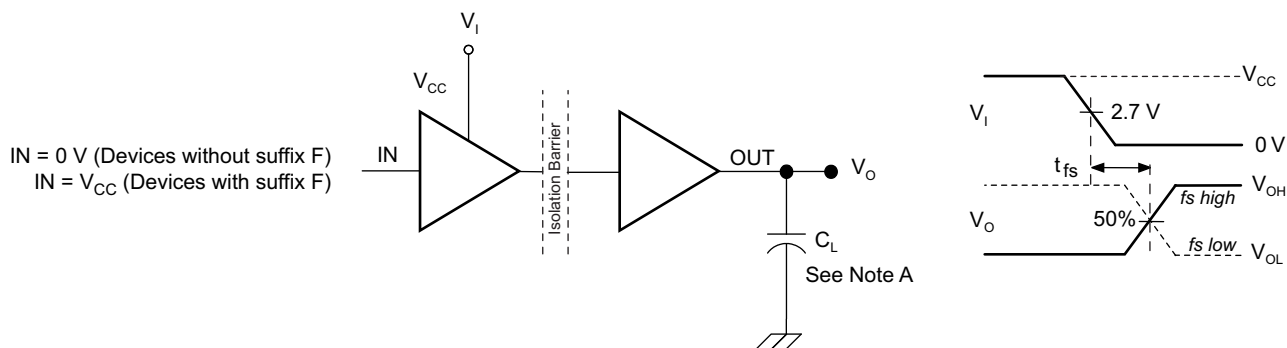 V_I
V_CC
IN = 0 V (Devices without suffix F)
IN = V_CC (Devices with suffix F)
IN
Isolation Barrier
OUT
V_O
C_L
See Note A
V_CC
V_I
2.7 V
0 V
t_fs
V_OH
fs high
V_O
50%
fs low
V_OL